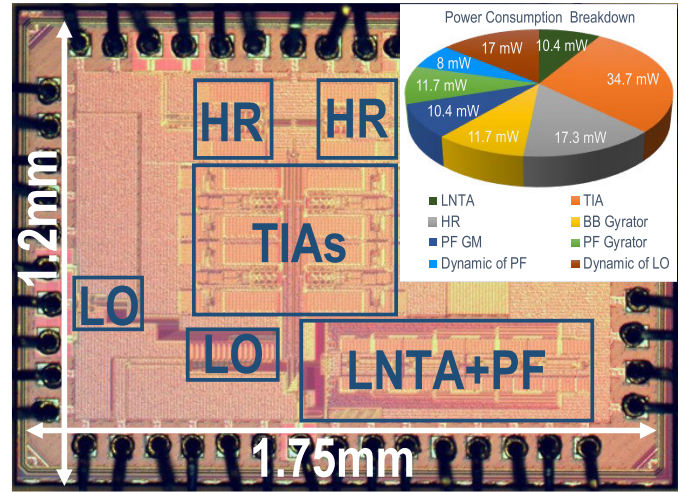 Power Consumption Breakdown
17 mW
10.4 mW
8 mW
34.7 mW
11.7 mW
10.4 mW
11.7 mW
17.3 mW
LNTA
TIA
HR
BB Gyrator
PF GM
PF Gyrator
Dynamic of PF
Dynamic of LO
HR
HR
1.2mm
TIAs
LO
LO
LNTA+PF
1.75mm